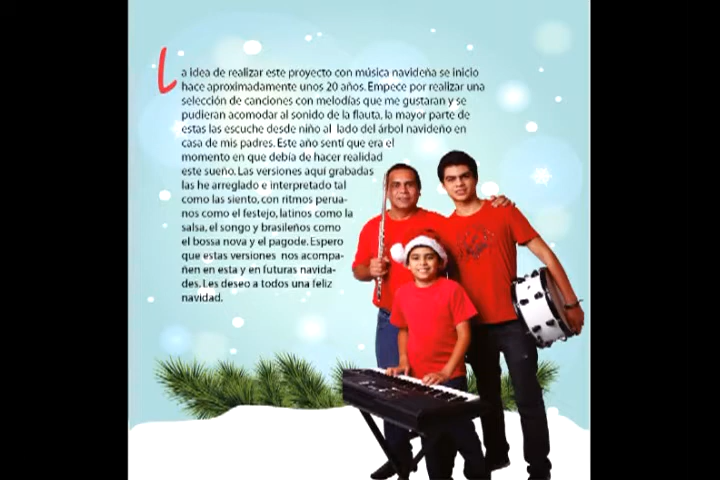 La idea de realizar este proyecto con música navideña se inicio
hace aproximadamente unos 20 años. Empece por realizar una
selección de canciones con melodías que me gustaran y se
pudieran acomodar al sonido de la flauta, la mayor parte de
estas las escuche desde niño al lado del árbol navideño en
casa de mis padres. Este año sentí que era el
momento en que debía de hacer realidad
este sueño. Las versiones aquí grabadas
las he arreglado e interpretado tal
como las siento, con ritmos perua-
nos como el festejo, latinos como la
salsa, el songo y brasileños como
el bossa nova y el pagode. Espero
que estas versiones nos acompa-
ñen en esta y en futuras navida-
des. Les deseo a todos una feliz
navidad.